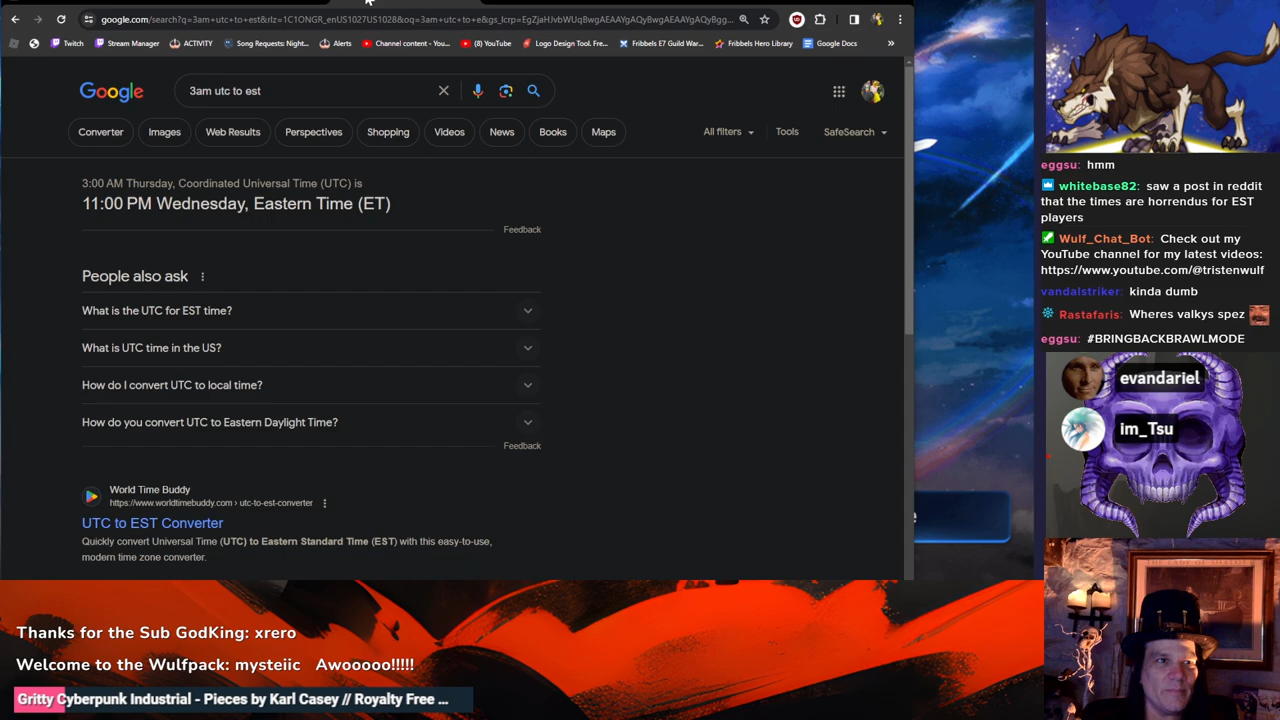 google.com/search?q=3am+utc+to+est&rlz=1C1ONGR_enUS1027US1028&oq=3am+utc+to+e&gs_lcrp=EgZjaHJvbWUqBwgAEAAYgAQyBwgAEAAYgAQyBgg...
Twitch Stream Manager ACTIVITY Song Requests: Night... Alerts Channel content - You... (8) YouTube Logo Design Tool. Fre... Fribbels E7 Guild War... Fribbels Hero Library Google Docs »
Google 3am utc to est
Converter Images Web Results Perspectives Shopping Videos News Books Maps All filters Tools SafeSearch
3:00 AM Thursday, Coordinated Universal Time (UTC) is
11:00 PM Wednesday, Eastern Time (ET)
Feedback
People also ask
What is the UTC for EST time?
What is UTC time in the US?
How do I convert UTC to local time?
How do you convert UTC to Eastern Daylight Time?
Feedback
World Time Buddy
https://www.worldtimebuddy.com › utc-to-est-converter
UTC to EST Converter
Quickly convert Universal Time (UTC) to Eastern Standard Time (EST) with this easy-to-use,
modern time zone converter.
eggsu: hmm
whitebase82: saw a post in reddit
that the times are horrendus for EST
players
Wulf_Chat_Bot: Check out my
YouTube channel for my latest videos:
https://www.youtube.com/@tristenwulf
vandalstriker: kinda dumb
Rastafaris: Wheres valkys spez
eggsu: #BRINGBACKBRAWLMODE
evandariel
im_Tsu
Thanks for the Sub GodKing: xrero
Welcome to the Wulfpack: mysteiic Awooooo!!!!!
Gritty Cyberpunk Industrial - Pieces by Karl Casey // Royalty Free ...